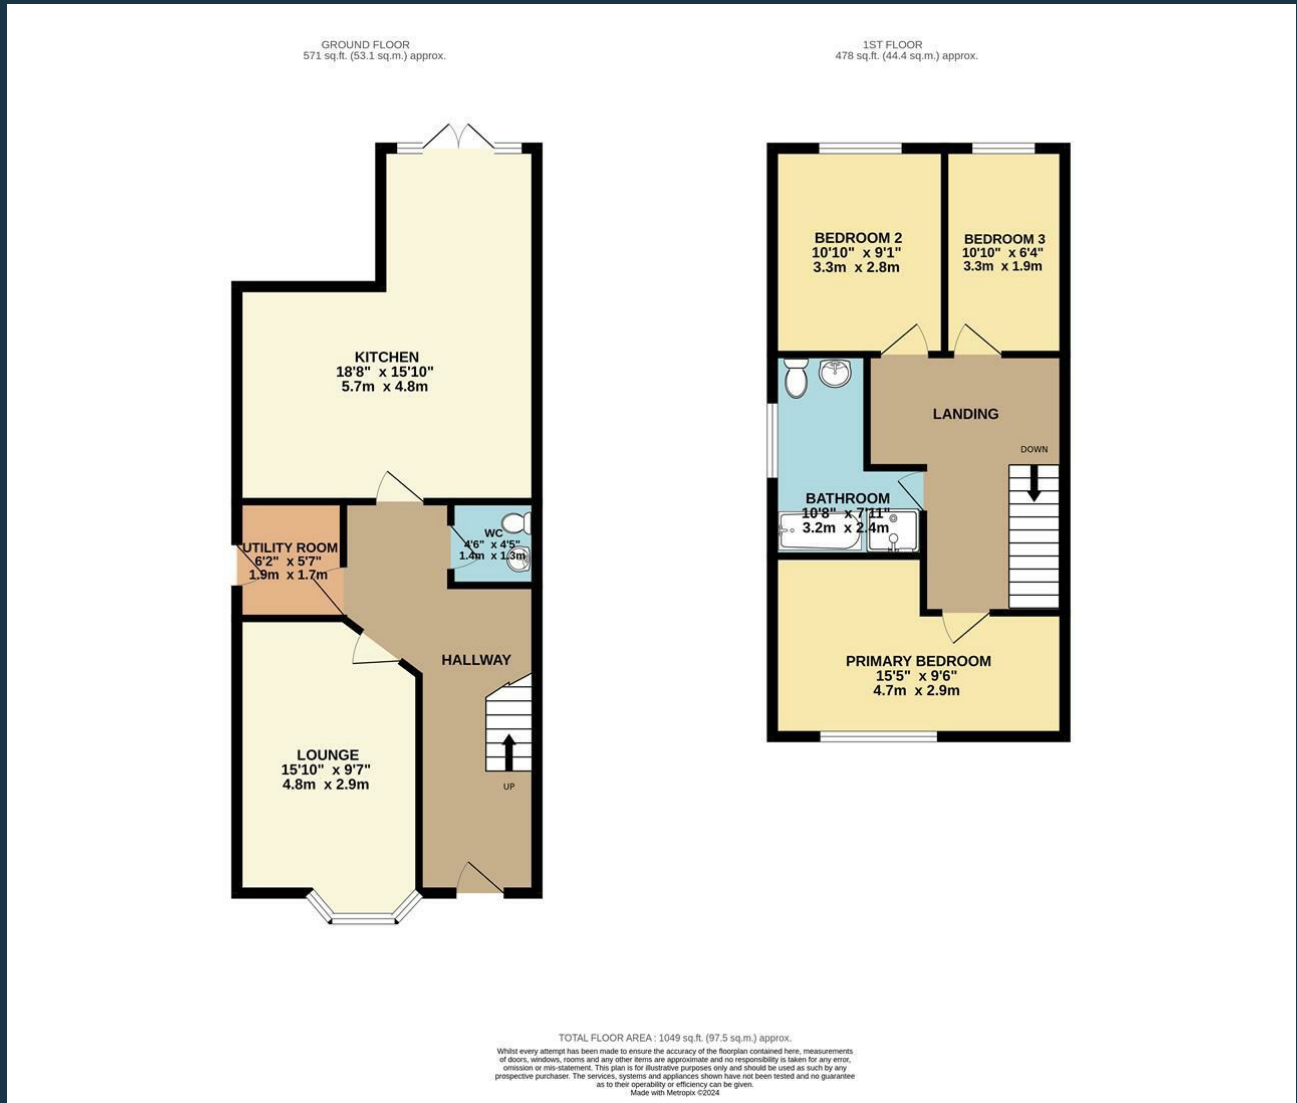 GROUND FLOOR
571 sq.ft. (53.1 sq.m.) approx.
KITCHEN
18'8" x 15'10"
5.7m x 4.8m
WC
4'6" x 4'5"
1.4m x 1.3m
UTILITY ROOM
6'2" x 5'7"
1.9m x 1.7m
HALLWAY
LOUNGE
15'10" x 9'7"
4.8m x 2.9m
UP
1ST FLOOR
478 sq.ft. (44.4 sq.m.) approx.
BEDROOM 2
10'10" x 9'1"
3.3m x 2.8m
BEDROOM 3
10'10" x 6'4"
3.3m x 1.9m
LANDING
DOWN
BATHROOM
10'8" x 7'11"
3.2m x 2.4m
PRIMARY BEDROOM
15'5" x 9'6"
4.7m x 2.9m
TOTAL FLOOR AREA : 1049 sq.ft. (97.5 sq.m.) approx.
Whilst every attempt has been made to ensure the accuracy of the floorplan contained here, measurements
of doors, windows, rooms and any other items are approximate and no responsibility is taken for any error,
omission or mis-statement. This plan is for illustrative purposes only and should be used as such by any
prospective purchaser. The services, systems and appliances shown have not been tested and no guarantee
as to their operability or efficiency can be given.
Made with Metropix ©2024